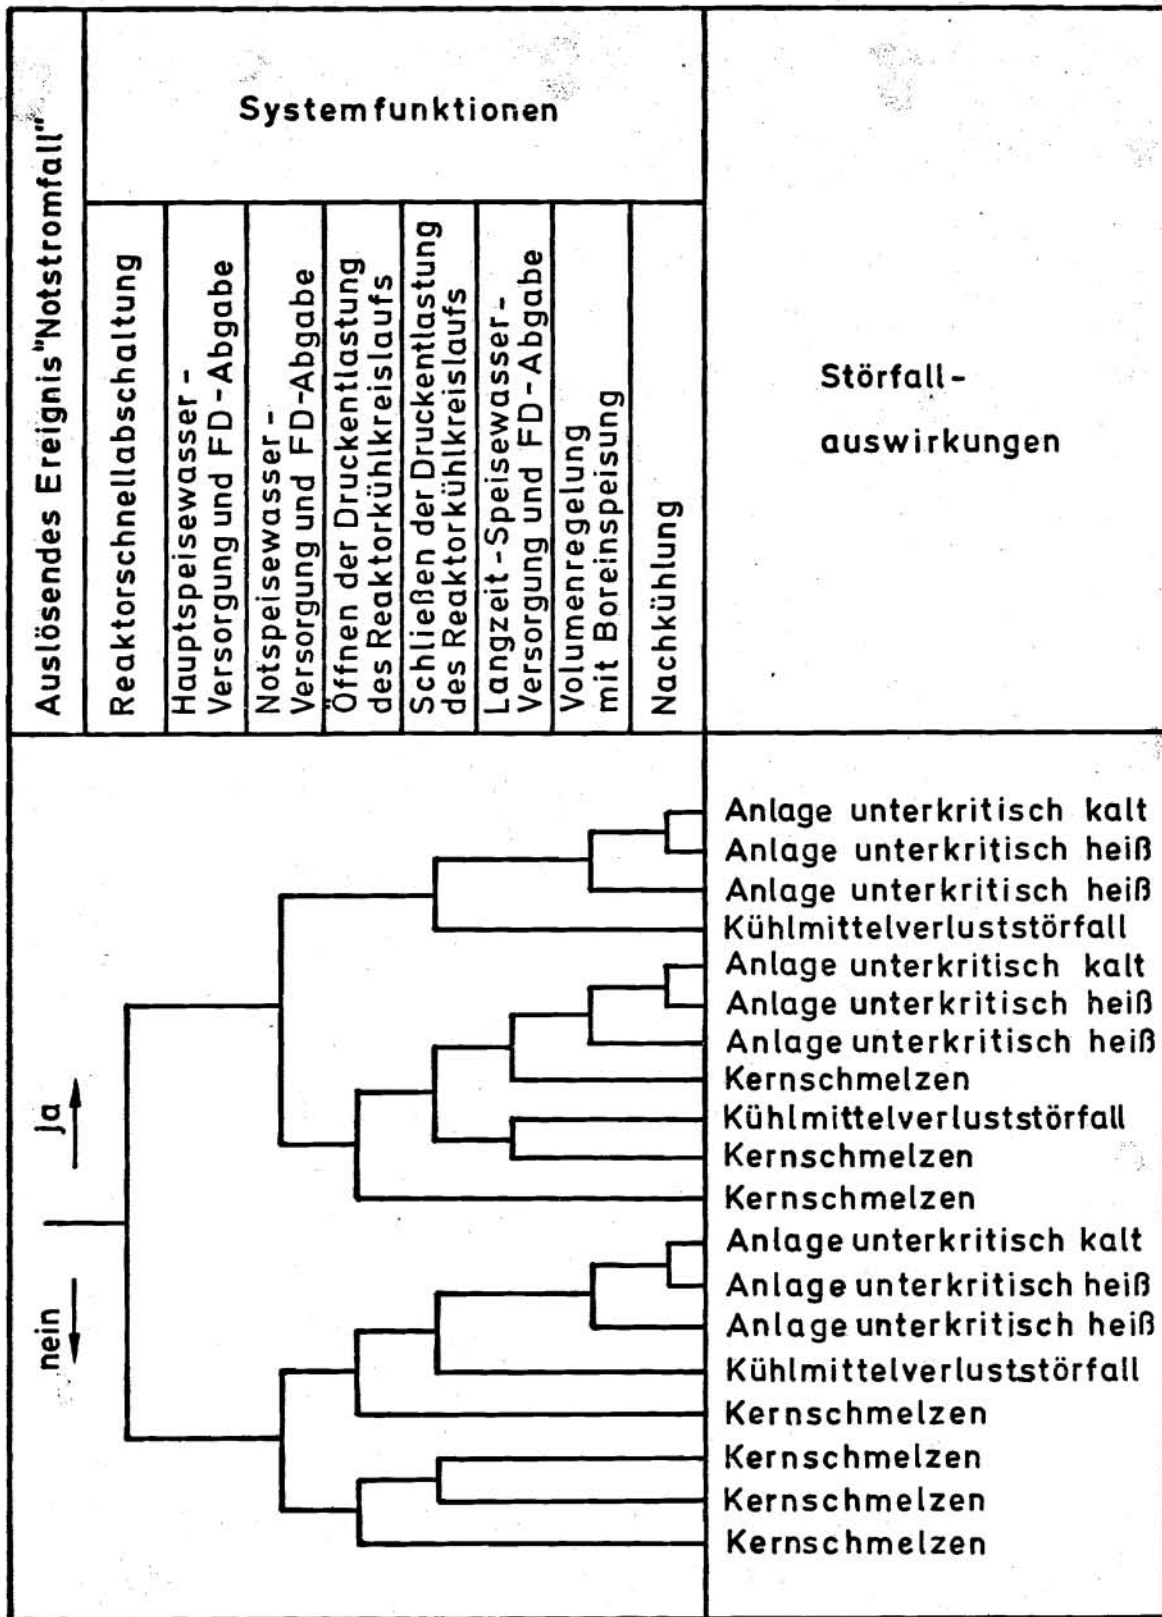 Auslösendes Ereignis "Notstromfall"
Systemfunktionen
Reaktorschnellabschaltung
Hauptspeisewasser-
Versorgung und FD-Abgabe
Notspeisewasser-
Versorgung und FD-Abgabe
Öffnen der Druckentlastung
des Reaktorkühlkreislaufs
Schließen der Druckentlastung
des Reaktorkühlkreislaufs
Langzeit-Speisewasser-
Versorgung und FD-Abgabe
Volumenregelung
mit Boreinspeisung
Nachkühlung
Störfall-
auswirkungen
ja
nein
Anlage unterkritisch kalt
Anlage unterkritisch heiß
Anlage unterkritisch heiß
Kühlmittelverluststörfall
Anlage unterkritisch kalt
Anlage unterkritisch heiß
Anlage unterkritisch heiß
Kernschmelzen
Kühlmittelverluststörfall
Kernschmelzen
Kernschmelzen
Anlage unterkritisch kalt
Anlage unterkritisch heiß
Anlage unterkritisch heiß
Kühlmittelverluststörfall
Kernschmelzen
Kernschmelzen
Kernschmelzen
Kernschmelzen